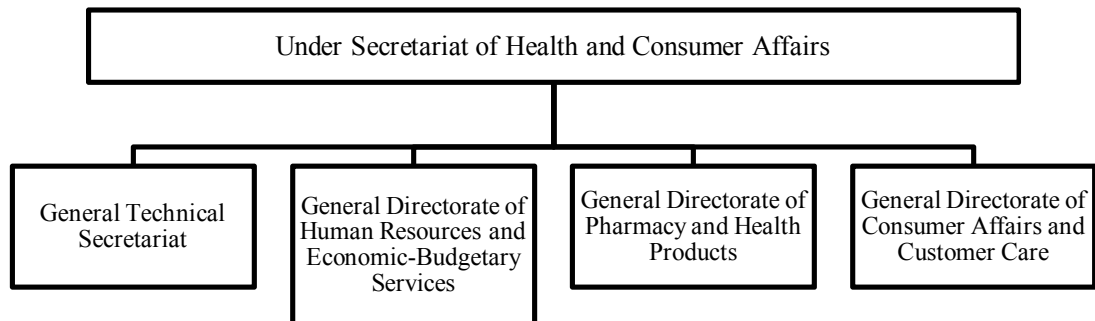 Under Secretariat of Health and Consumer Affairs
General Technical
Secretariat
General Directorate of
Human Resources and
Economic-Budgetary
Services
General Directorate of
Pharmacy and Health
Products
General Directorate of
Consumer Affairs and
Customer Care